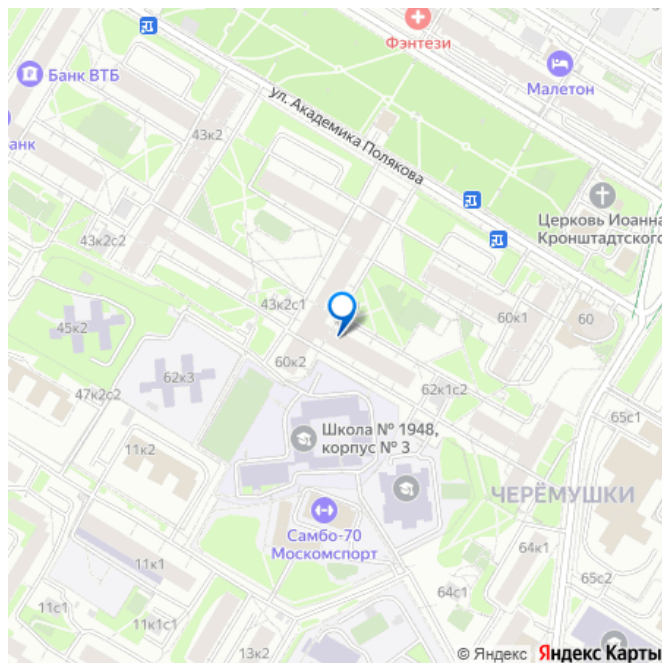 Фэнтези
Банк ВТБ
Малетон
ул. Академика Полякова
43к2
анк
Церковь Иоанна
Кронштадтского
43к2с2
43к2с1
60к1
60
45к2
60к2
62к3
47к2с2
62к1с2
65с1
Школа № 1948,
корпус № 3
11к2
ЧЕРЁМУШКИ
Самбо-70
Москомспорт
64к1
11к1
65с2
64с1
11с1
11к1с1
13к2
© Яндекс Яндекс Карты